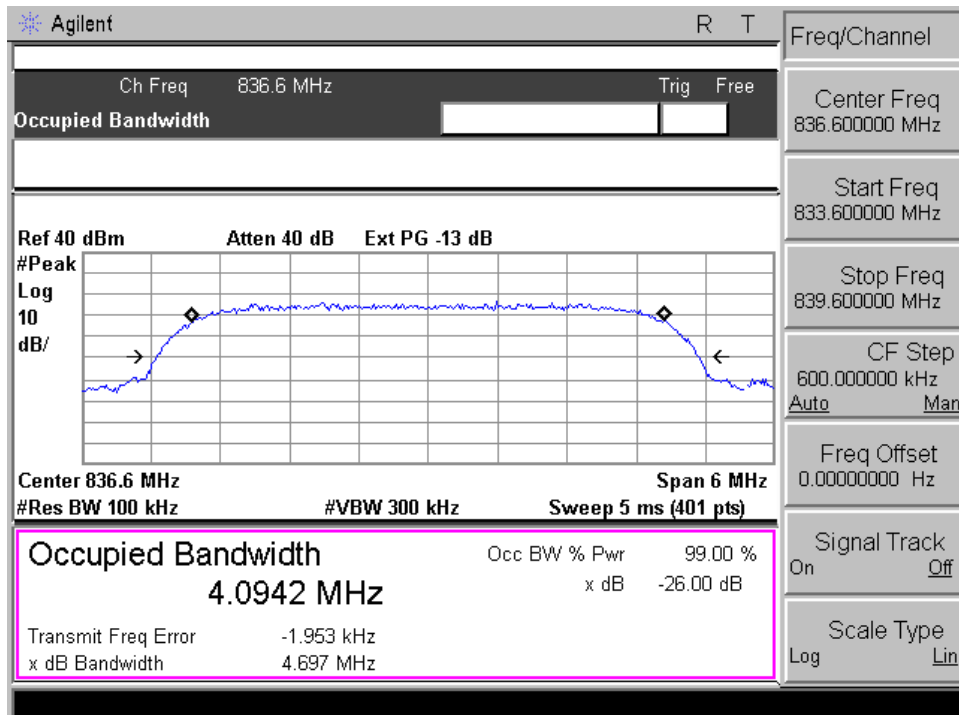 Agilent R T
Ch Freq 836.6 MHz Trig Free
Occupied Bandwidth
Ref 40 dBm Atten 40 dB Ext PG -13 dB
#Peak
Log
10
dB/
Center 836.6 MHz Span 6 MHz
#Res BW 100 kHz #VBW 300 kHz Sweep 5 ms (401 pts)
Occupied Bandwidth Occ BW % Pwr 99.00 %
4.0942 MHz x dB -26.00 dB
Transmit Freq Error -1.953 kHz
x dB Bandwidth 4.697 MHz
Freq/Channel
Center Freq
836.600000 MHz
Start Freq
833.600000 MHz
Stop Freq
839.600000 MHz
CF Step
600.000000 kHz
Auto Man
Freq Offset
0.00000000 Hz
Signal Track
On Off
Scale Type
Log Lin